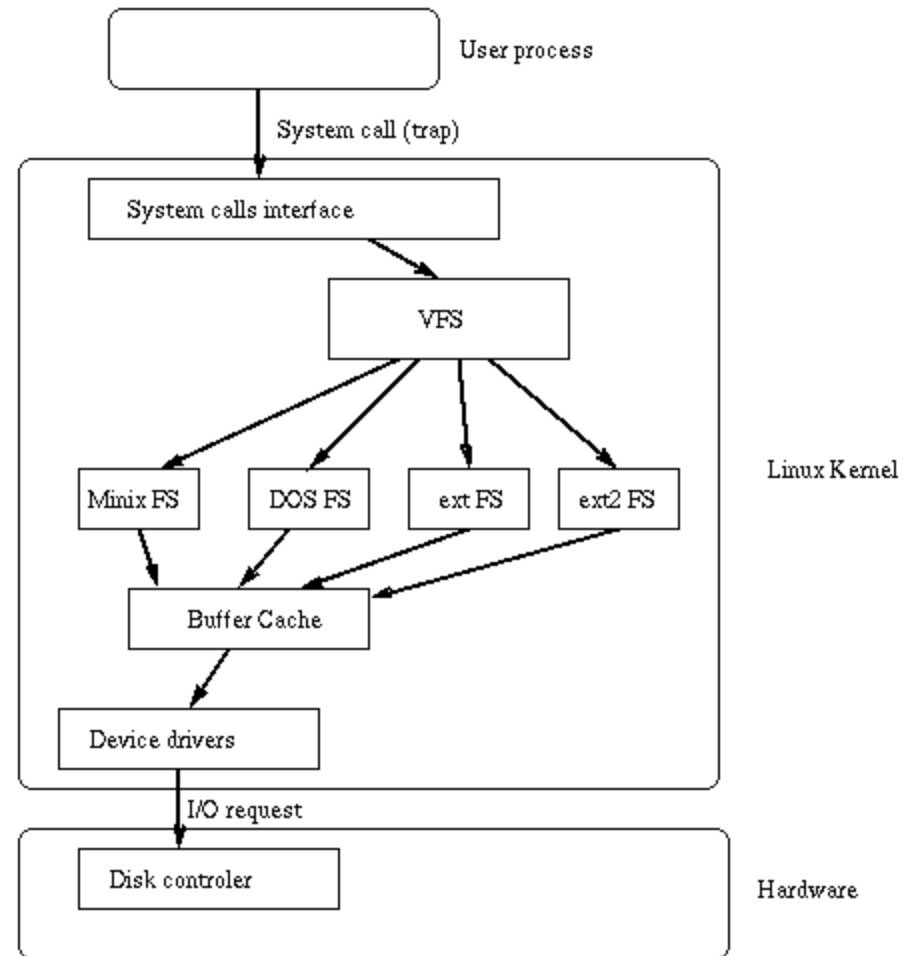 User process
System call (trap)
System calls interface
VFS
Linux Kernel
Minix FS
DOS FS
ext FS
ext2 FS
Buffer Cache
Device drivers
I/O request
Disk controler
Hardware